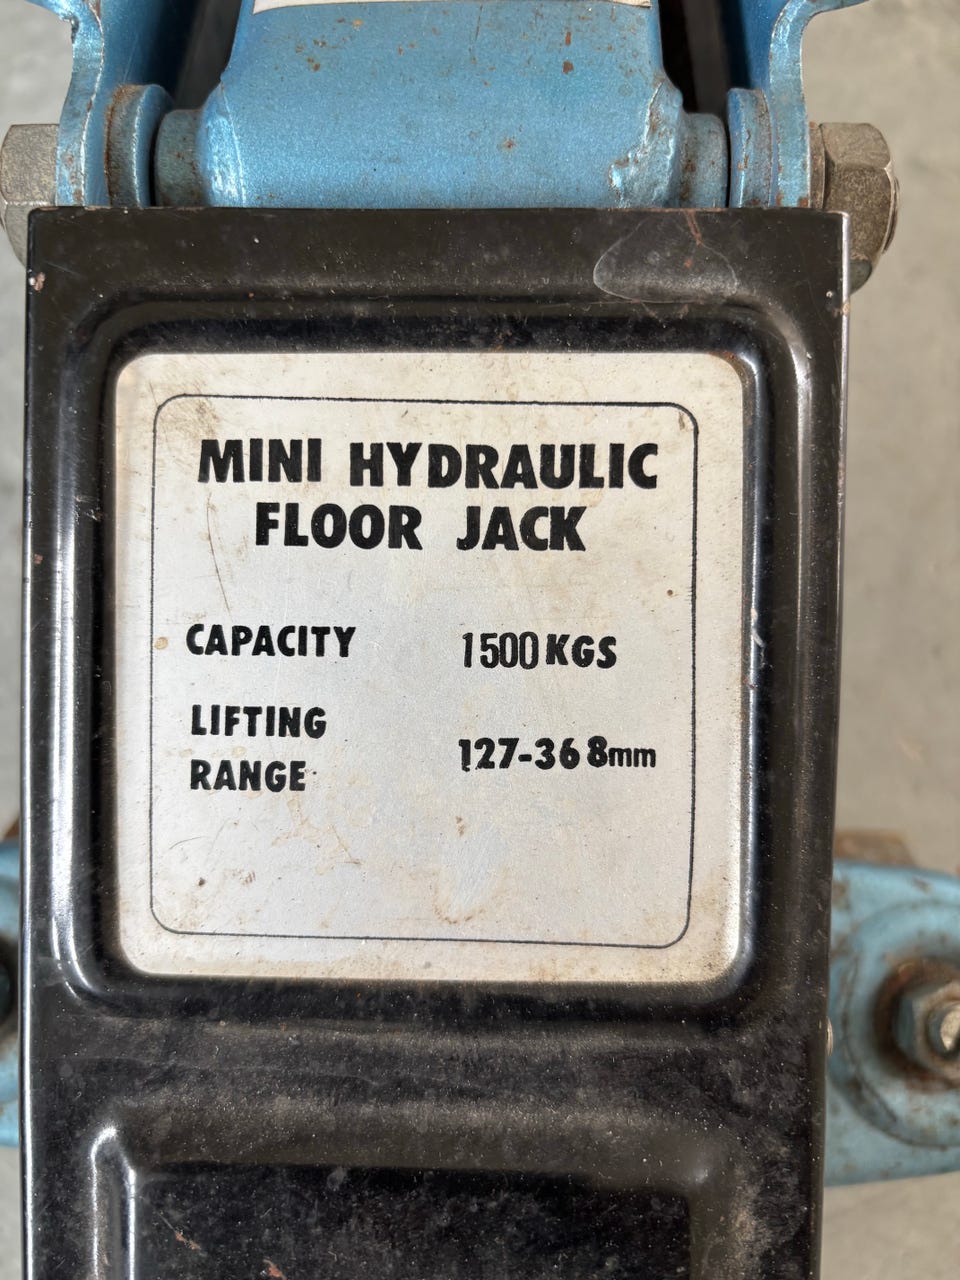 MINI HYDRAULIC
FLOOR JACK
CAPACITY 1500 KGS
LIFTING
RANGE 127-368mm